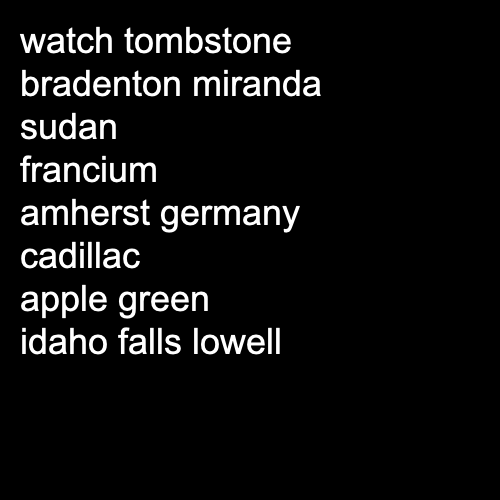 watch tombstone
bradenton miranda
sudan
francium
amherst germany
cadillac
apple green
idaho falls lowell